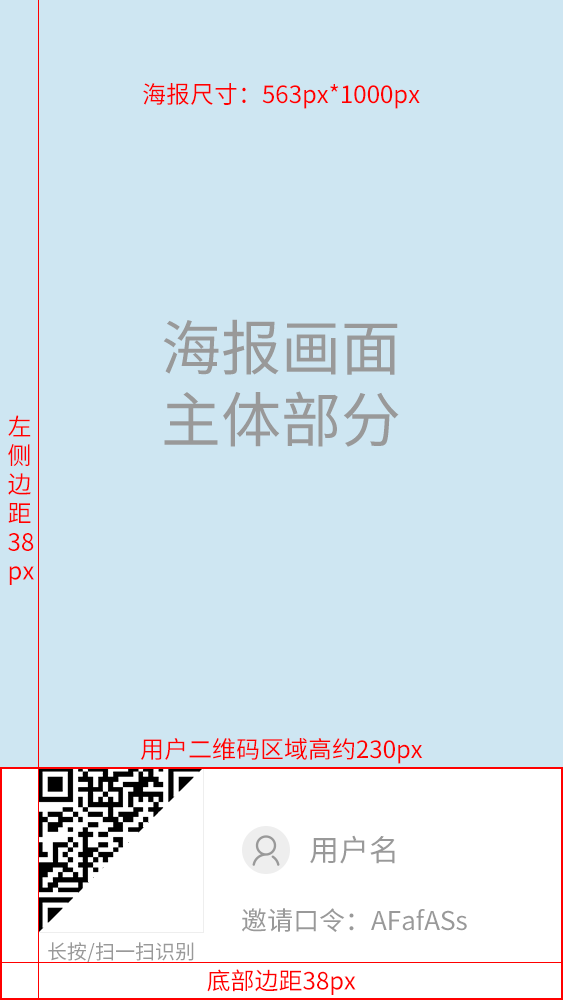 海报尺寸：563px*1000px
海报画面
主体部分
左
侧
边
距
38
px
用户二维码区域高约230px
用户名
邀请口令：AFafASs
长按/扫一扫识别
底部边距38px